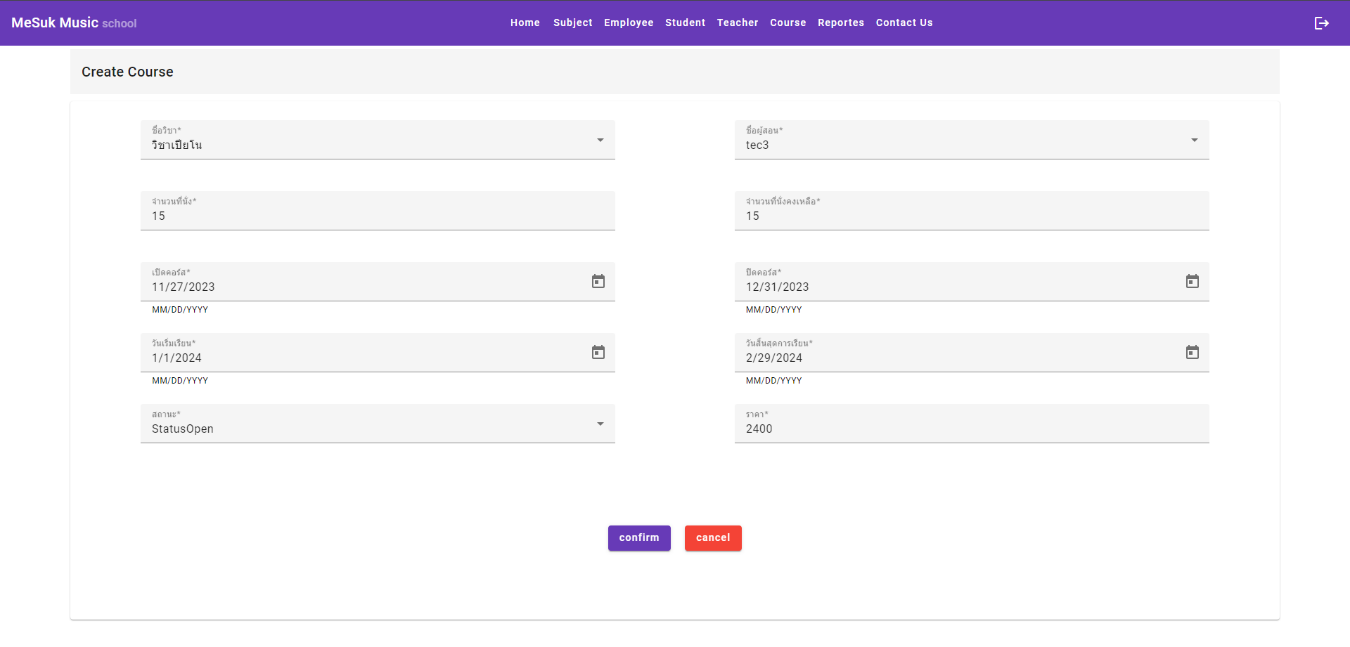 MeSuk Music school
Home Subject Employee Student Teacher Course Reportes Contact Us
Create Course
ชื่อวิชา*
วิชาเปียโน
ชื่อผู้สอน*
tec3
จำนวนที่นั่ง*
15
จำนวนที่นั่งคงเหลือ*
15
เปิดคอร์ส*
11/27/2023
MM/DD/YYYY
ปิดคอร์ส*
12/31/2023
MM/DD/YYYY
วันเริ่มเรียน*
1/1/2024
MM/DD/YYYY
วันสิ้นสุดการเรียน*
2/29/2024
MM/DD/YYYY
สถานะ*
StatusOpen
ราคา*
2400
confirm
cancel